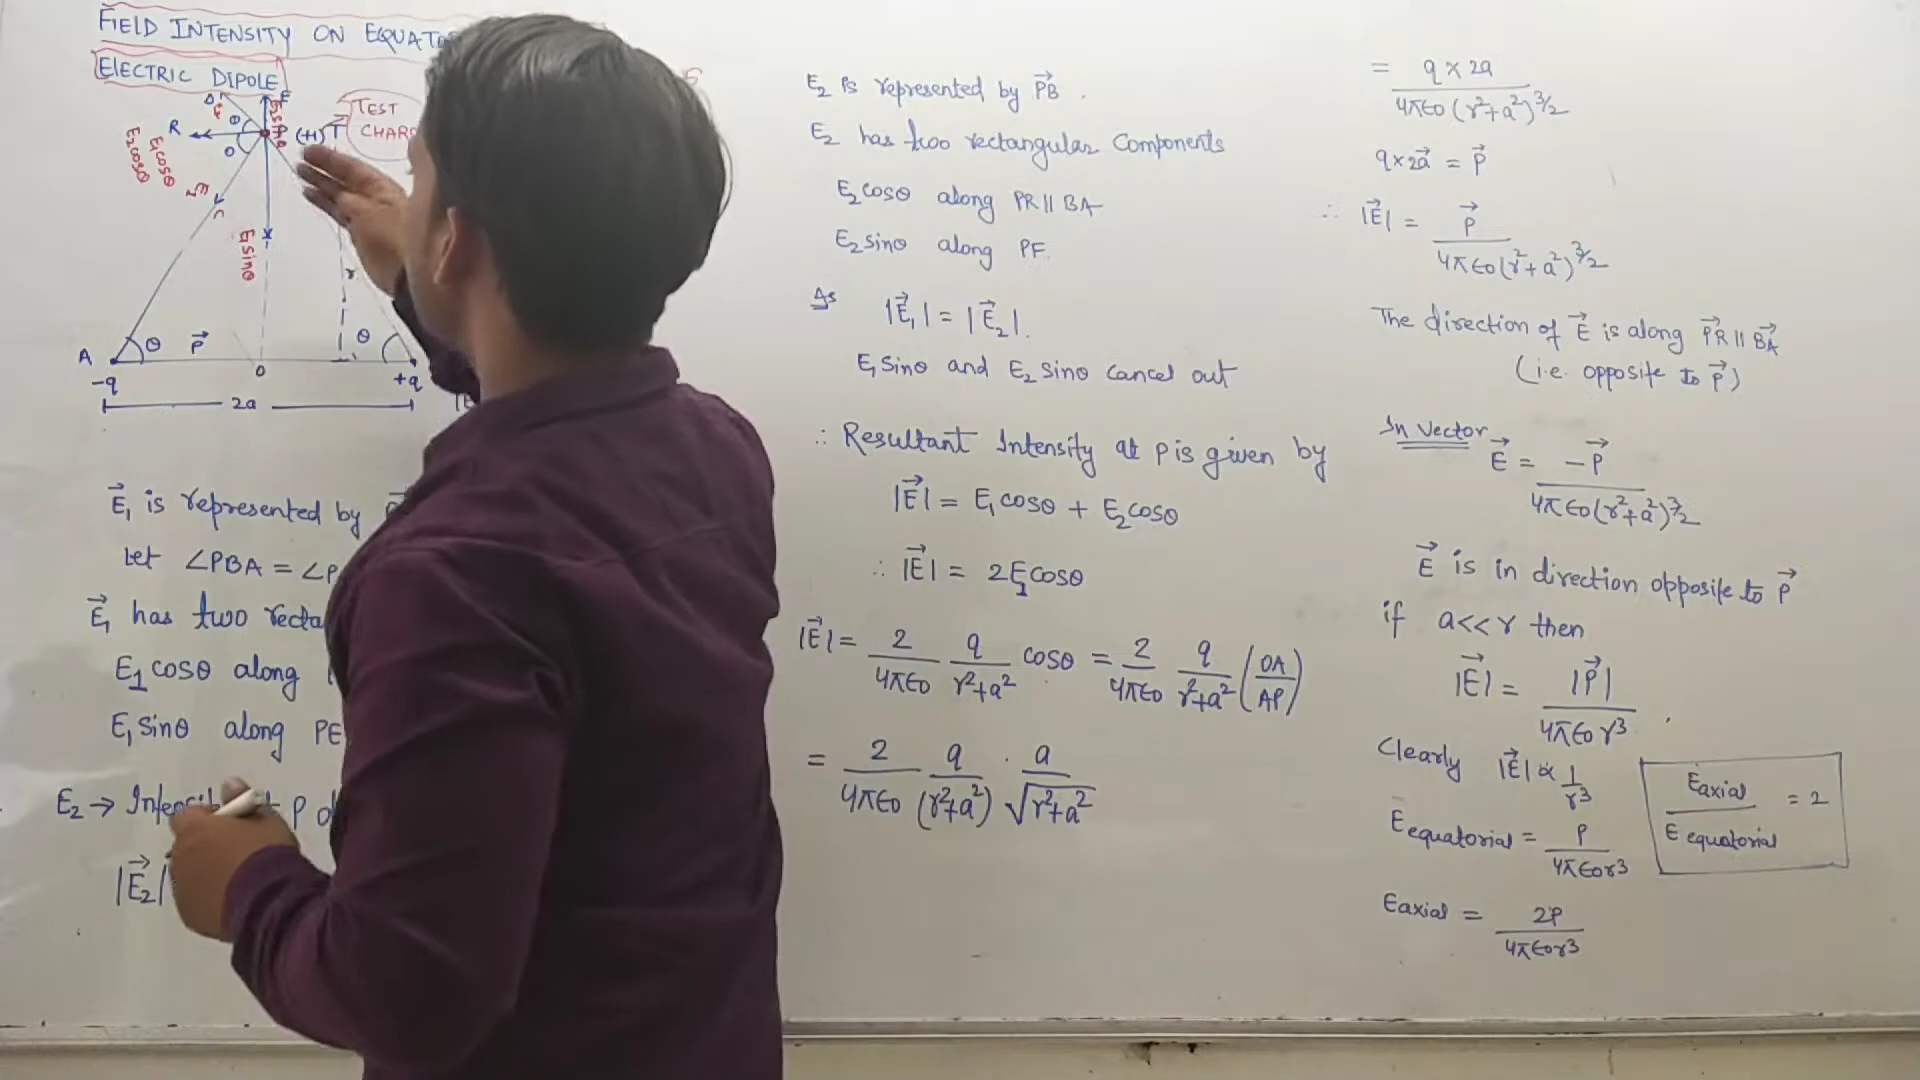 FIELD INTENSITY ON EQUATO
ELECTRIC DIPOLE
D
F
R
E₂sinθ
θ
θ
P
(+1)
T
TEST
CHARG
E₂cosθ
E₁cosθ
E₁
C
E₁sinθ
r
A
θ
P⃗
θ
-q
O
+q
2a
E⃗₁ is represented by
Let ∠PBA = ∠P
E⃗₁ has two recta
E₁cosθ along
E₁sinθ along PE
E₂ → Intensi P d
|E⃗₂|
E₂ is represented by P⃗B.
E₂ has two rectangular Components
E₂cosθ along PR || BA
E₂sinθ along PF.
As |E⃗₁| = |E⃗₂|.
E₁sinθ and E₂sinθ cancel out
∴ Resultant Intensity at P is given by
|E⃗| = E₁cosθ + E₂cosθ
∴ |E⃗| = 2E₁cosθ
|E⃗| = 2/4πε₀ q/r²+a² cosθ = 2/4πε₀ q/r²+a² (OA/AP)
= 2/4πε₀ q/(r²+a²) · a/√r²+a²
= q×2a/4πε₀(r²+a²)^3/2
q×2a⃗ = P⃗
∴ |E⃗| = P⃗/4πε₀(r²+a²)^3/2
The direction of E⃗ is along P⃗R || B⃗A
(i.e. opposite to P⃗)
In vector E⃗ = -P⃗/4πε₀(r²+a²)^3/2
E⃗ is in direction opposite to P⃗
if a<<r then
|E⃗| = |P⃗|/4πε₀r³.
Clearly |E⃗| ∝ 1/r³
Eequatorial = P/4πε₀r³
Eaxial/Eequatorial = 2
Eaxial = 2P/4πε₀r³